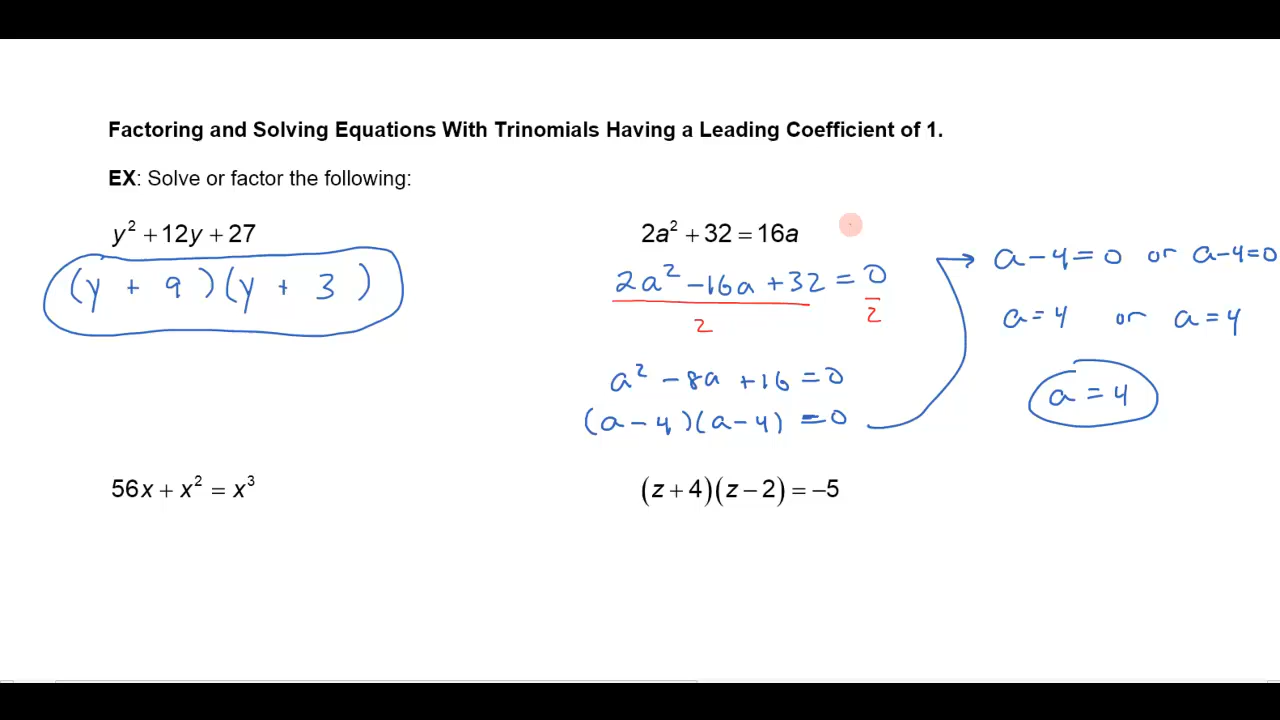 Factoring and Solving Equations With Trinomials Having a Leading Coefficient of 1.
EX: Solve or factor the following:
y² + 12y + 27
(y + 9)(y + 3)
2a² + 32 = 16a
2a² - 16a + 32 = 0
2 2
a² - 8a + 16 = 0
(a - 4)(a - 4) = 0
a - 4 = 0 or a - 4 = 0
a = 4 or a = 4
a = 4
56x + x² = x³
(z + 4)(z − 2) = −5